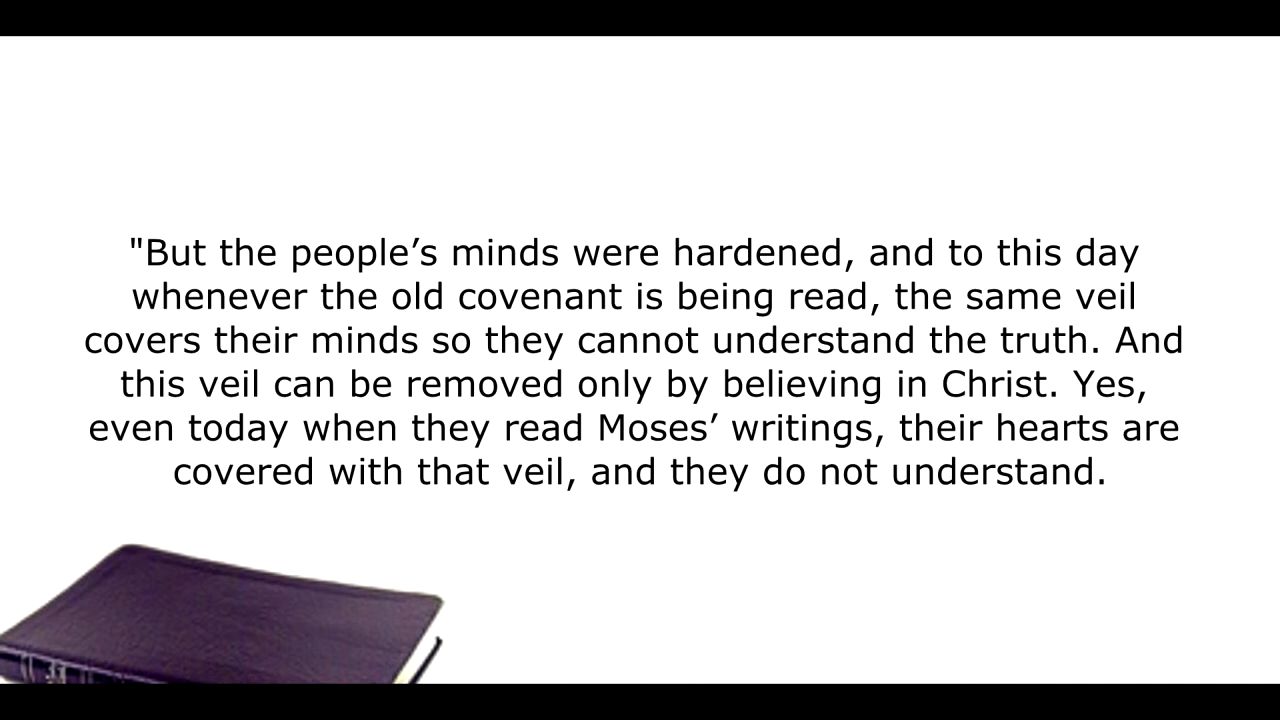 "But the people’s minds were hardened, and to this day
whenever the old covenant is being read, the same veil
covers their minds so they cannot understand the truth. And
this veil can be removed only by believing in Christ. Yes,
even today when they read Moses’ writings, their hearts are
covered with that veil, and they do not understand.